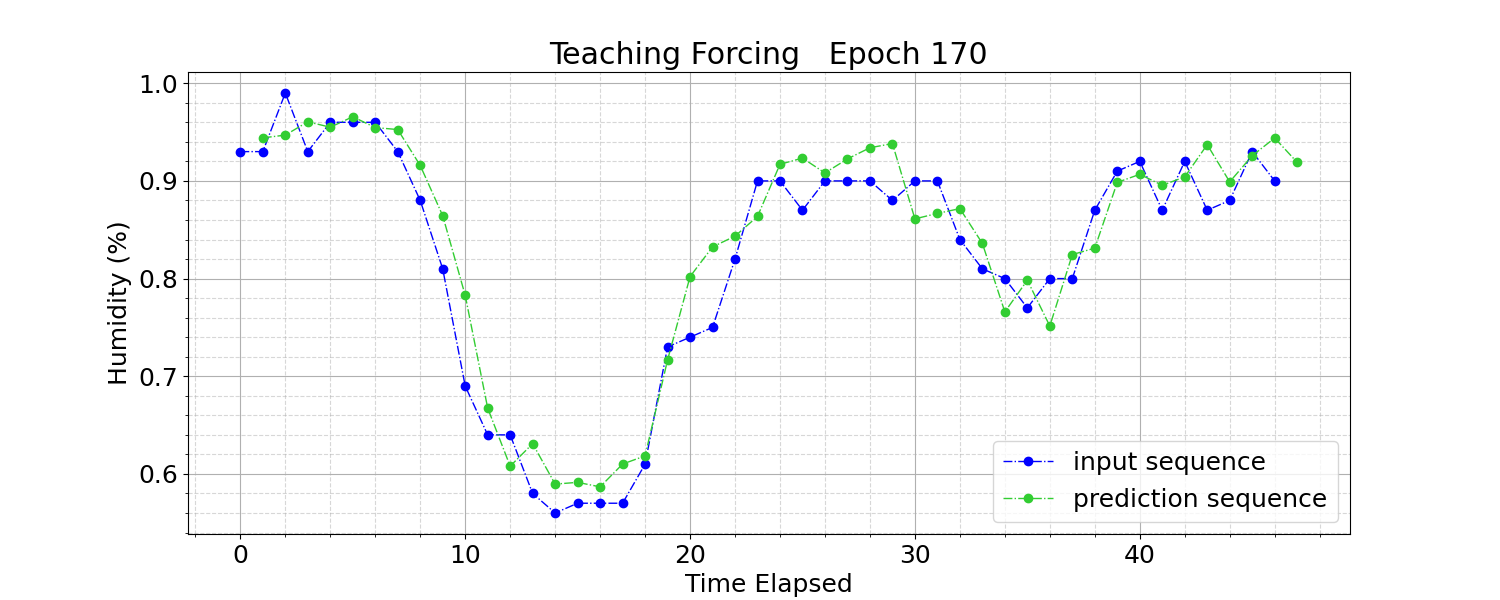 Teaching Forcing   Epoch 170
1.0
0.9
0.8
0.7
0.6
Humidity (%)
input sequence
prediction sequence
0 10 20 30 40
Time Elapsed